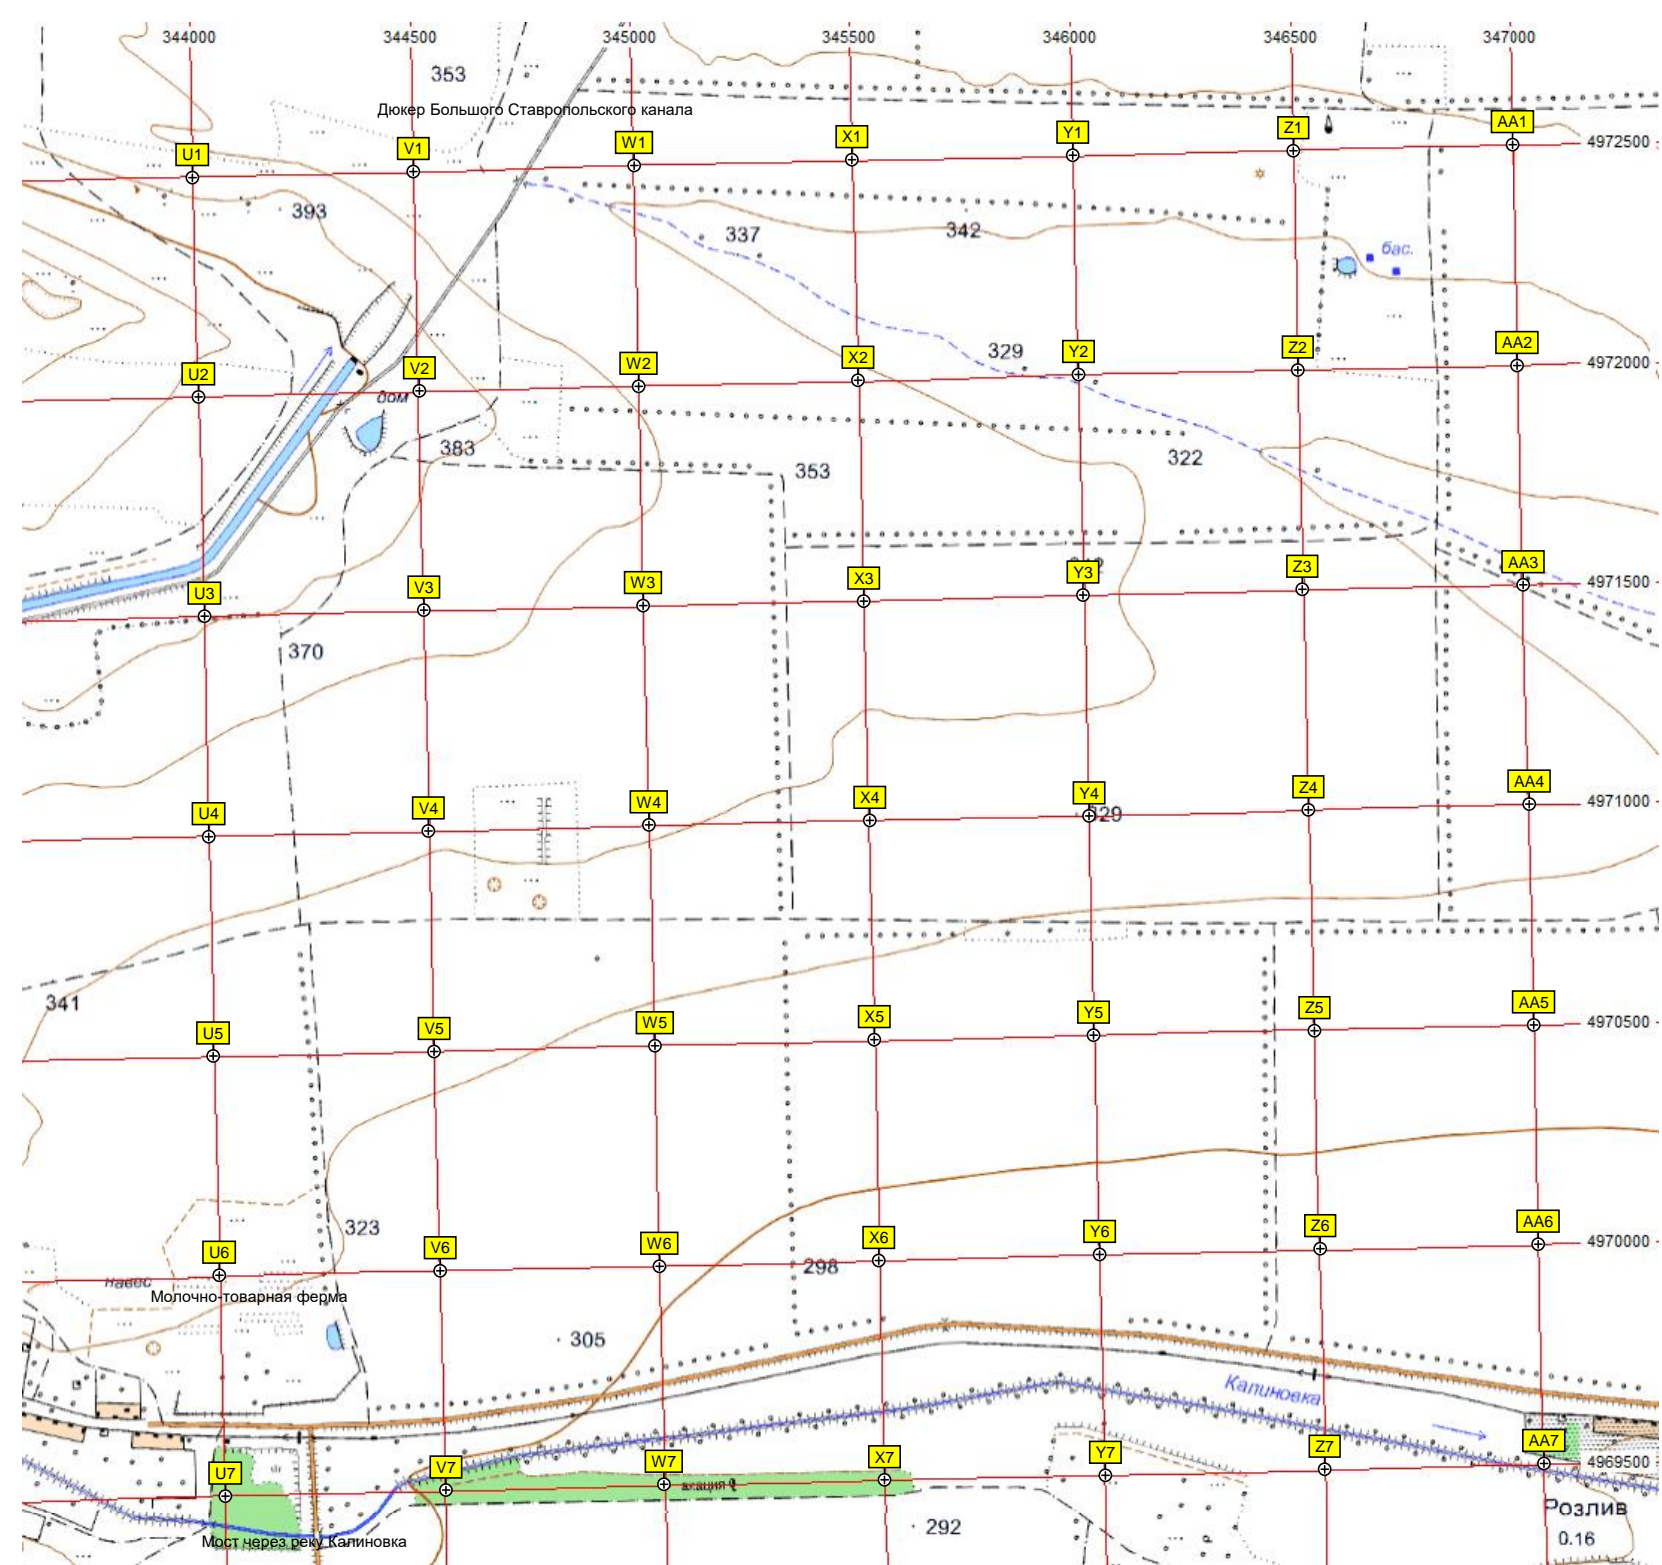 344000 344500 345000 345500 346000 346500 347000
353
Дюкер Большого Ставропольского канала
U1 V1 W1 X1 Y1 Z1 AA1
4972500
393
337 342
бас.
329
U2 V2 W2 X2 Y2 Z2 AA2
4972000
дом
383 353 322
U3 V3 W3 X3 Y3 Z3 AA3
4971500
370
U4 V4 W4 X4 Y4 Z4 AA4
4971000
329
341
U5 V5 W5 X5 Y5 Z5 AA5
4970500
323
U6 V6 W6 X6 Y6 Z6 AA6
4970000
298
навес
Молочно-товарная ферма
305
Калиновка
U7 V7 W7 X7 Y7 Z7 AA7
4969500
акация
Розлив
292
0.16
Мост через реку Калиновка